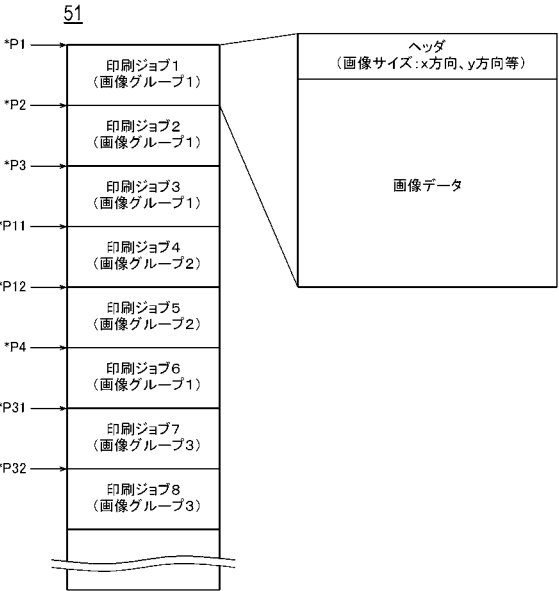 51
*P1
印刷ジョブ1
(画像グループ1)
*P2
印刷ジョブ2
(画像グループ1)
*P3
印刷ジョブ3
(画像グループ1)
*P11
印刷ジョブ4
(画像グループ2)
*P12
印刷ジョブ5
(画像グループ2)
*P4
印刷ジョブ6
(画像グループ1)
*P31
印刷ジョブ7
(画像グループ3)
*P32
印刷ジョブ8
(画像グループ3)
ヘッダ
(画像サイズ:x方向、y方向等)
画像データ